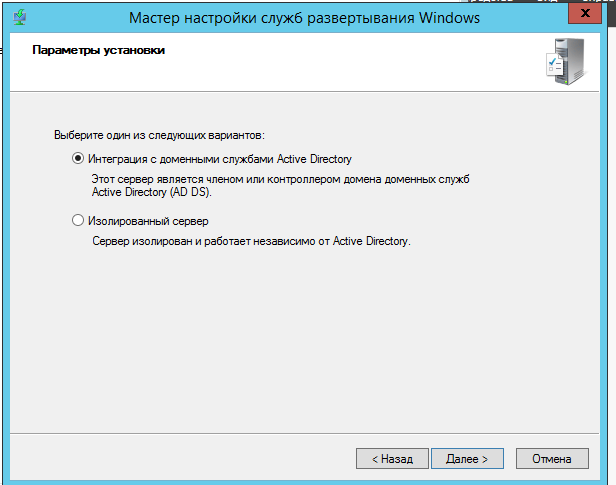 Мастер настройки служб развертывания Windows
x
Параметры установки
Выберите один из следующих вариантов:
Интеграция с доменными службами Active Directory
Этот сервер является членом или контроллером домена доменных служб
Active Directory (AD DS).
Изолированный сервер
Сервер изолирован и работает независимо от Active Directory.
< Назад
Далее >
Отмена